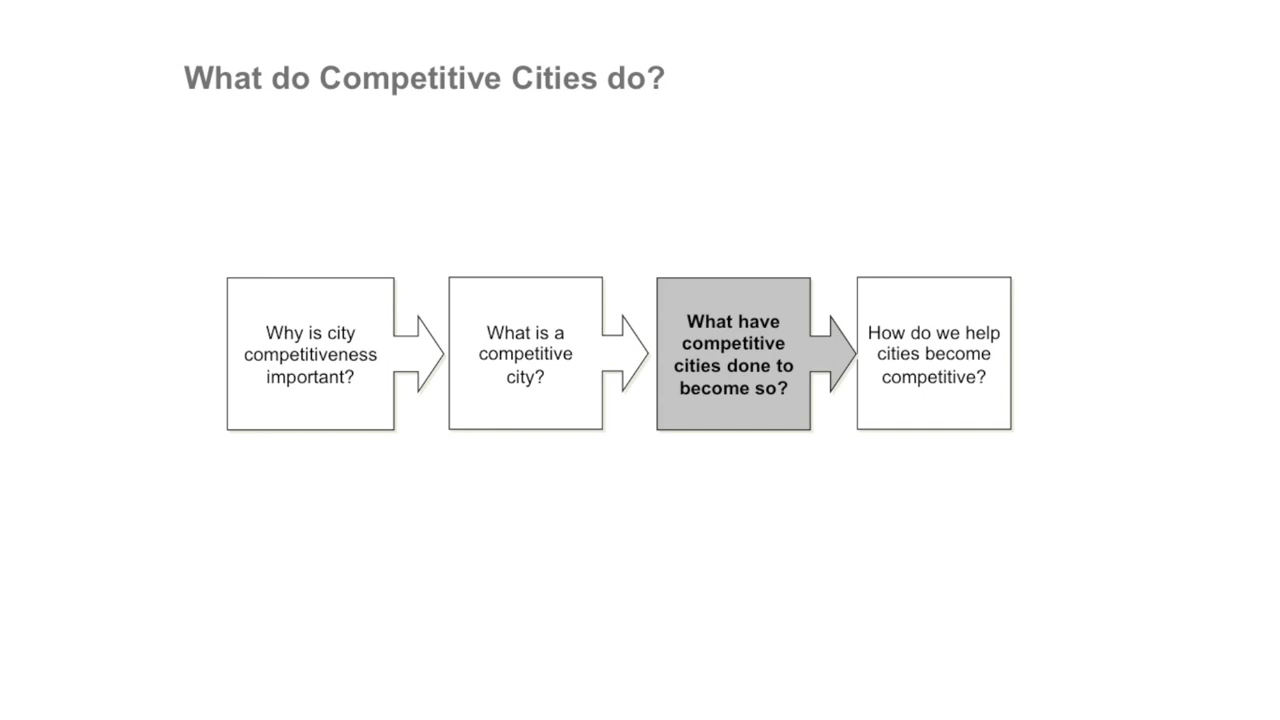 What do Competitive Cities do?
Why is city
competitiveness
important?
What is a
competitive
city?
What have
competitive
cities done to
become so?
How do we help
cities become
competitive?